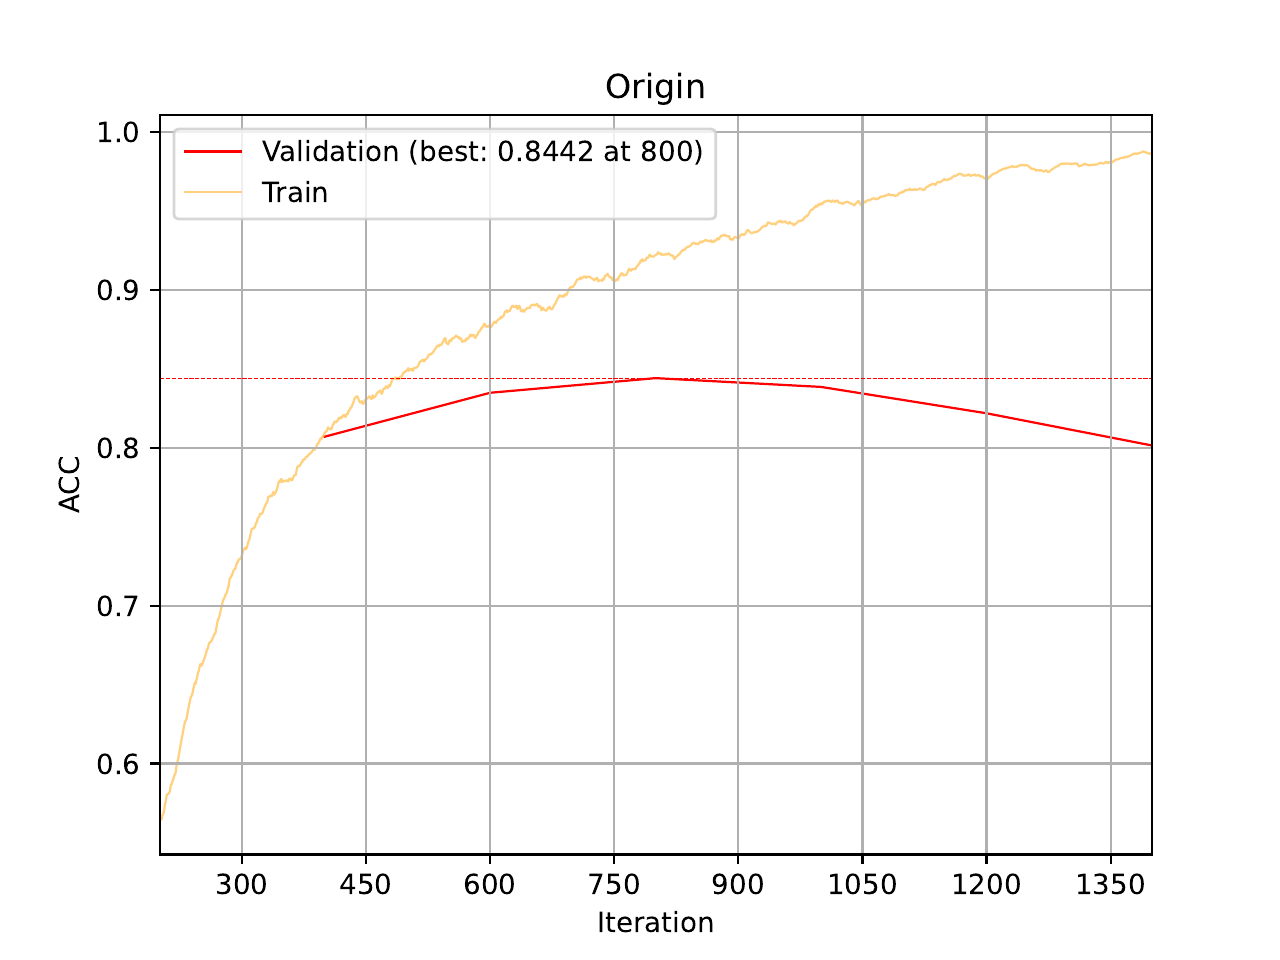 Origin
Validation (best: 0.8442 at 800)
Train
1.0
0.9
0.8
0.7
0.6
ACC
300 450 600 750 900 1050 1200 1350
Iteration